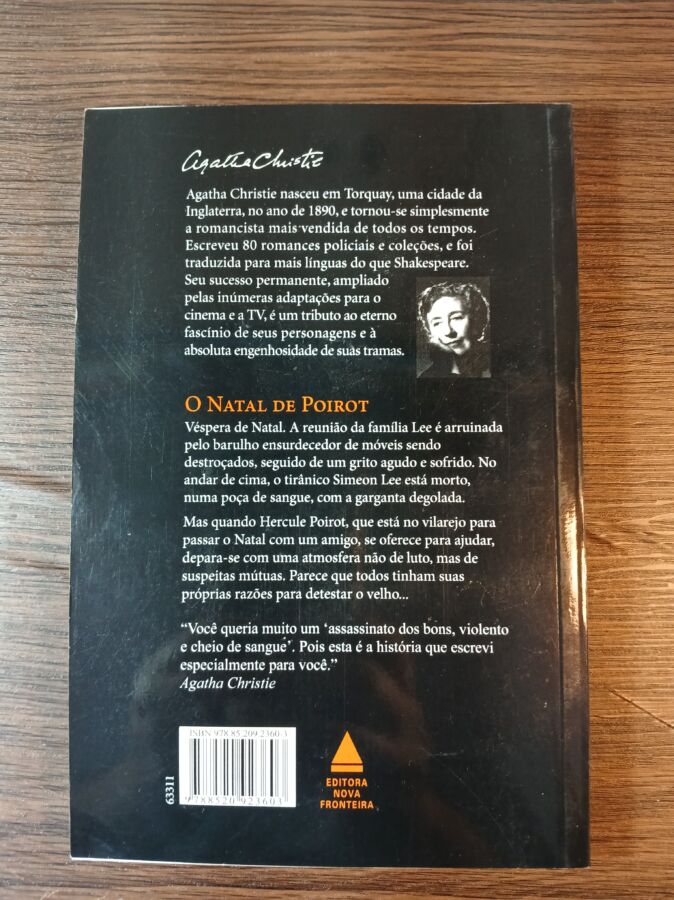 Agatha Christie
Agatha Christie nasceu em Torquay, uma cidade da
Inglaterra, no ano de 1890, e tornou-se simplesmente
a romancista mais vendida de todos os tempos.
Escreveu 80 romances policiais e coleções, e foi
traduzida para mais línguas do que Shakespeare.
Seu sucesso permanente, ampliado
pelas inúmeras adaptações para o
cinema e a TV, é um tributo ao eterno
fascínio de seus personagens e à
absoluta engenhosidade de suas tramas.
O NATAL DE POIROT
Véspera de Natal. A reunião da família Lee é arruinada
pelo barulho ensurdecedor de móveis sendo
destroçados, seguido de um grito agudo e sofrido. No
andar de cima, o tirânico Simeon Lee está morto,
numa poça de sangue, com a garganta degolada.
Mas quando Hercule Poirot, que está no vilarejo para
passar o Natal com um amigo, se oferece para ajudar,
depara-se com uma atmosfera não de luto, mas de
suspeitas mútuas. Parece que todos tinham suas
próprias razões para detestar o velho...
“Você queria muito um ‘assassinato dos bons, violento
e cheio de sangue’. Pois esta é a história que escrevi
especialmente para você.”
Agatha Christie
ISBN 978.85.209.2360-3
9788520923603
63311
EDITORA
NOVA
FRONTEIRA